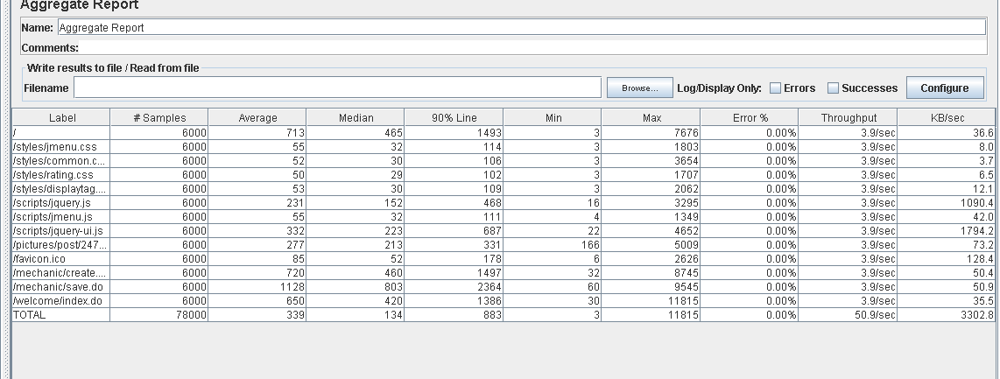 Aggregate Report
Name: Aggregate Report
Comments:
Write results to file / Read from file
Filename Browse... Log/Display Only: Errors Successes Configure
Label # Samples Average Median 90% Line Min Max Error % Throughput KB/sec
/ 6000 713 465 1493 3 7676 0.00% 3.9/sec 36.6
/styles/jmenu.css 6000 55 32 114 3 1803 0.00% 3.9/sec 8.0
/styles/common.c... 6000 52 30 106 3 3654 0.00% 3.9/sec 3.7
/styles/rating.css 6000 50 29 102 3 1707 0.00% 3.9/sec 6.5
/styles/displaytag.... 6000 53 30 109 3 2062 0.00% 3.9/sec 12.1
/scripts/jquery.js 6000 231 152 468 16 3295 0.00% 3.9/sec 1090.4
/scripts/jmenu.js 6000 55 32 111 4 1349 0.00% 3.9/sec 42.0
/scripts/jquery-ui.js 6000 332 223 687 22 4652 0.00% 3.9/sec 1794.2
/pictures/post/247... 6000 277 213 331 166 5009 0.00% 3.9/sec 73.2
/favicon.ico 6000 85 52 178 6 2626 0.00% 3.9/sec 128.4
/mechanic/create.... 6000 720 460 1497 32 8745 0.00% 3.9/sec 50.4
/mechanic/save.do 6000 1128 803 2364 60 9545 0.00% 3.9/sec 50.9
/welcome/index.do 6000 650 420 1386 30 11815 0.00% 3.9/sec 35.5
TOTAL 78000 339 134 883 3 11815 0.00% 50.9/sec 3302.8